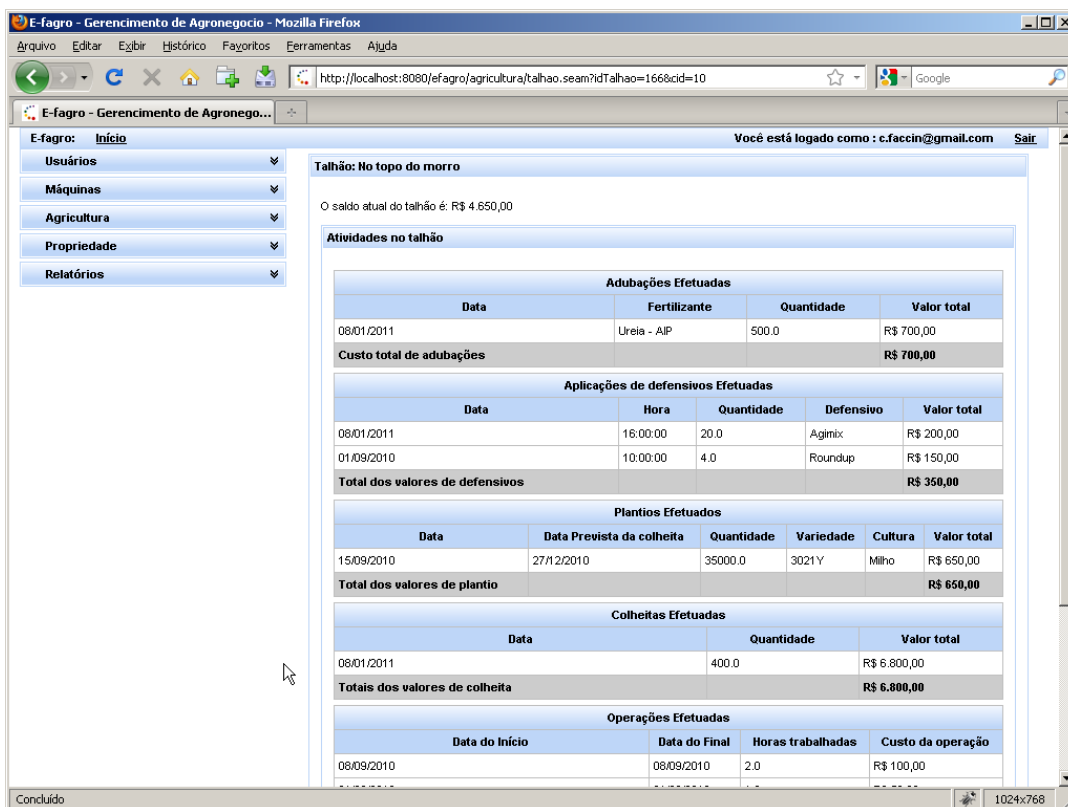 E-fagro - Gerencimento de Agronegocio - Mozilla Firefox
Arquivo Editar Exibir Histórico Favoritos Ferramentas Ajuda
http://localhost:8080/efagro/agricultura/talhao.seam?idTalhao=166&cid=10 Google
E-fagro - Gerencimento de Agronego...
E-fagro: Início Você está logado como : c.faccin@gmail.com Sair
Usuários
Máquinas
Agricultura
Propriedade
Relatórios
Talhão: No topo do morro
O saldo atual do talhão é: R$ 4.650,00
Atividades no talhão
Adubações Efetuadas
Data Fertilizante Quantidade Valor total
08/01/2011 Ureia - AIP 500.0 R$ 700,00
Custo total de adubações R$ 700,00
Aplicações de defensivos Efetuadas
Data Hora Quantidade Defensivo Valor total
08/01/2011 16:00:00 20.0 Agimix R$ 200,00
01/09/2010 10:00:00 4.0 Roundup R$ 150,00
Total dos valores de defensivos R$ 350,00
Plantios Efetuados
Data Data Prevista da colheita Quantidade Variedade Cultura Valor total
15/09/2010 27/12/2010 35000.0 3021Y Milho R$ 650,00
Total dos valores de plantio R$ 650,00
Colheitas Efetuadas
Data Quantidade Valor total
08/01/2011 400.0 R$ 6.800,00
Totais dos valores de colheita R$ 6.800,00
Operações Efetuadas
Data do Início Data do Final Horas trabalhadas Custo da operação
08/09/2010 08/09/2010 2.0 R$ 100,00
Concluído 1024x768